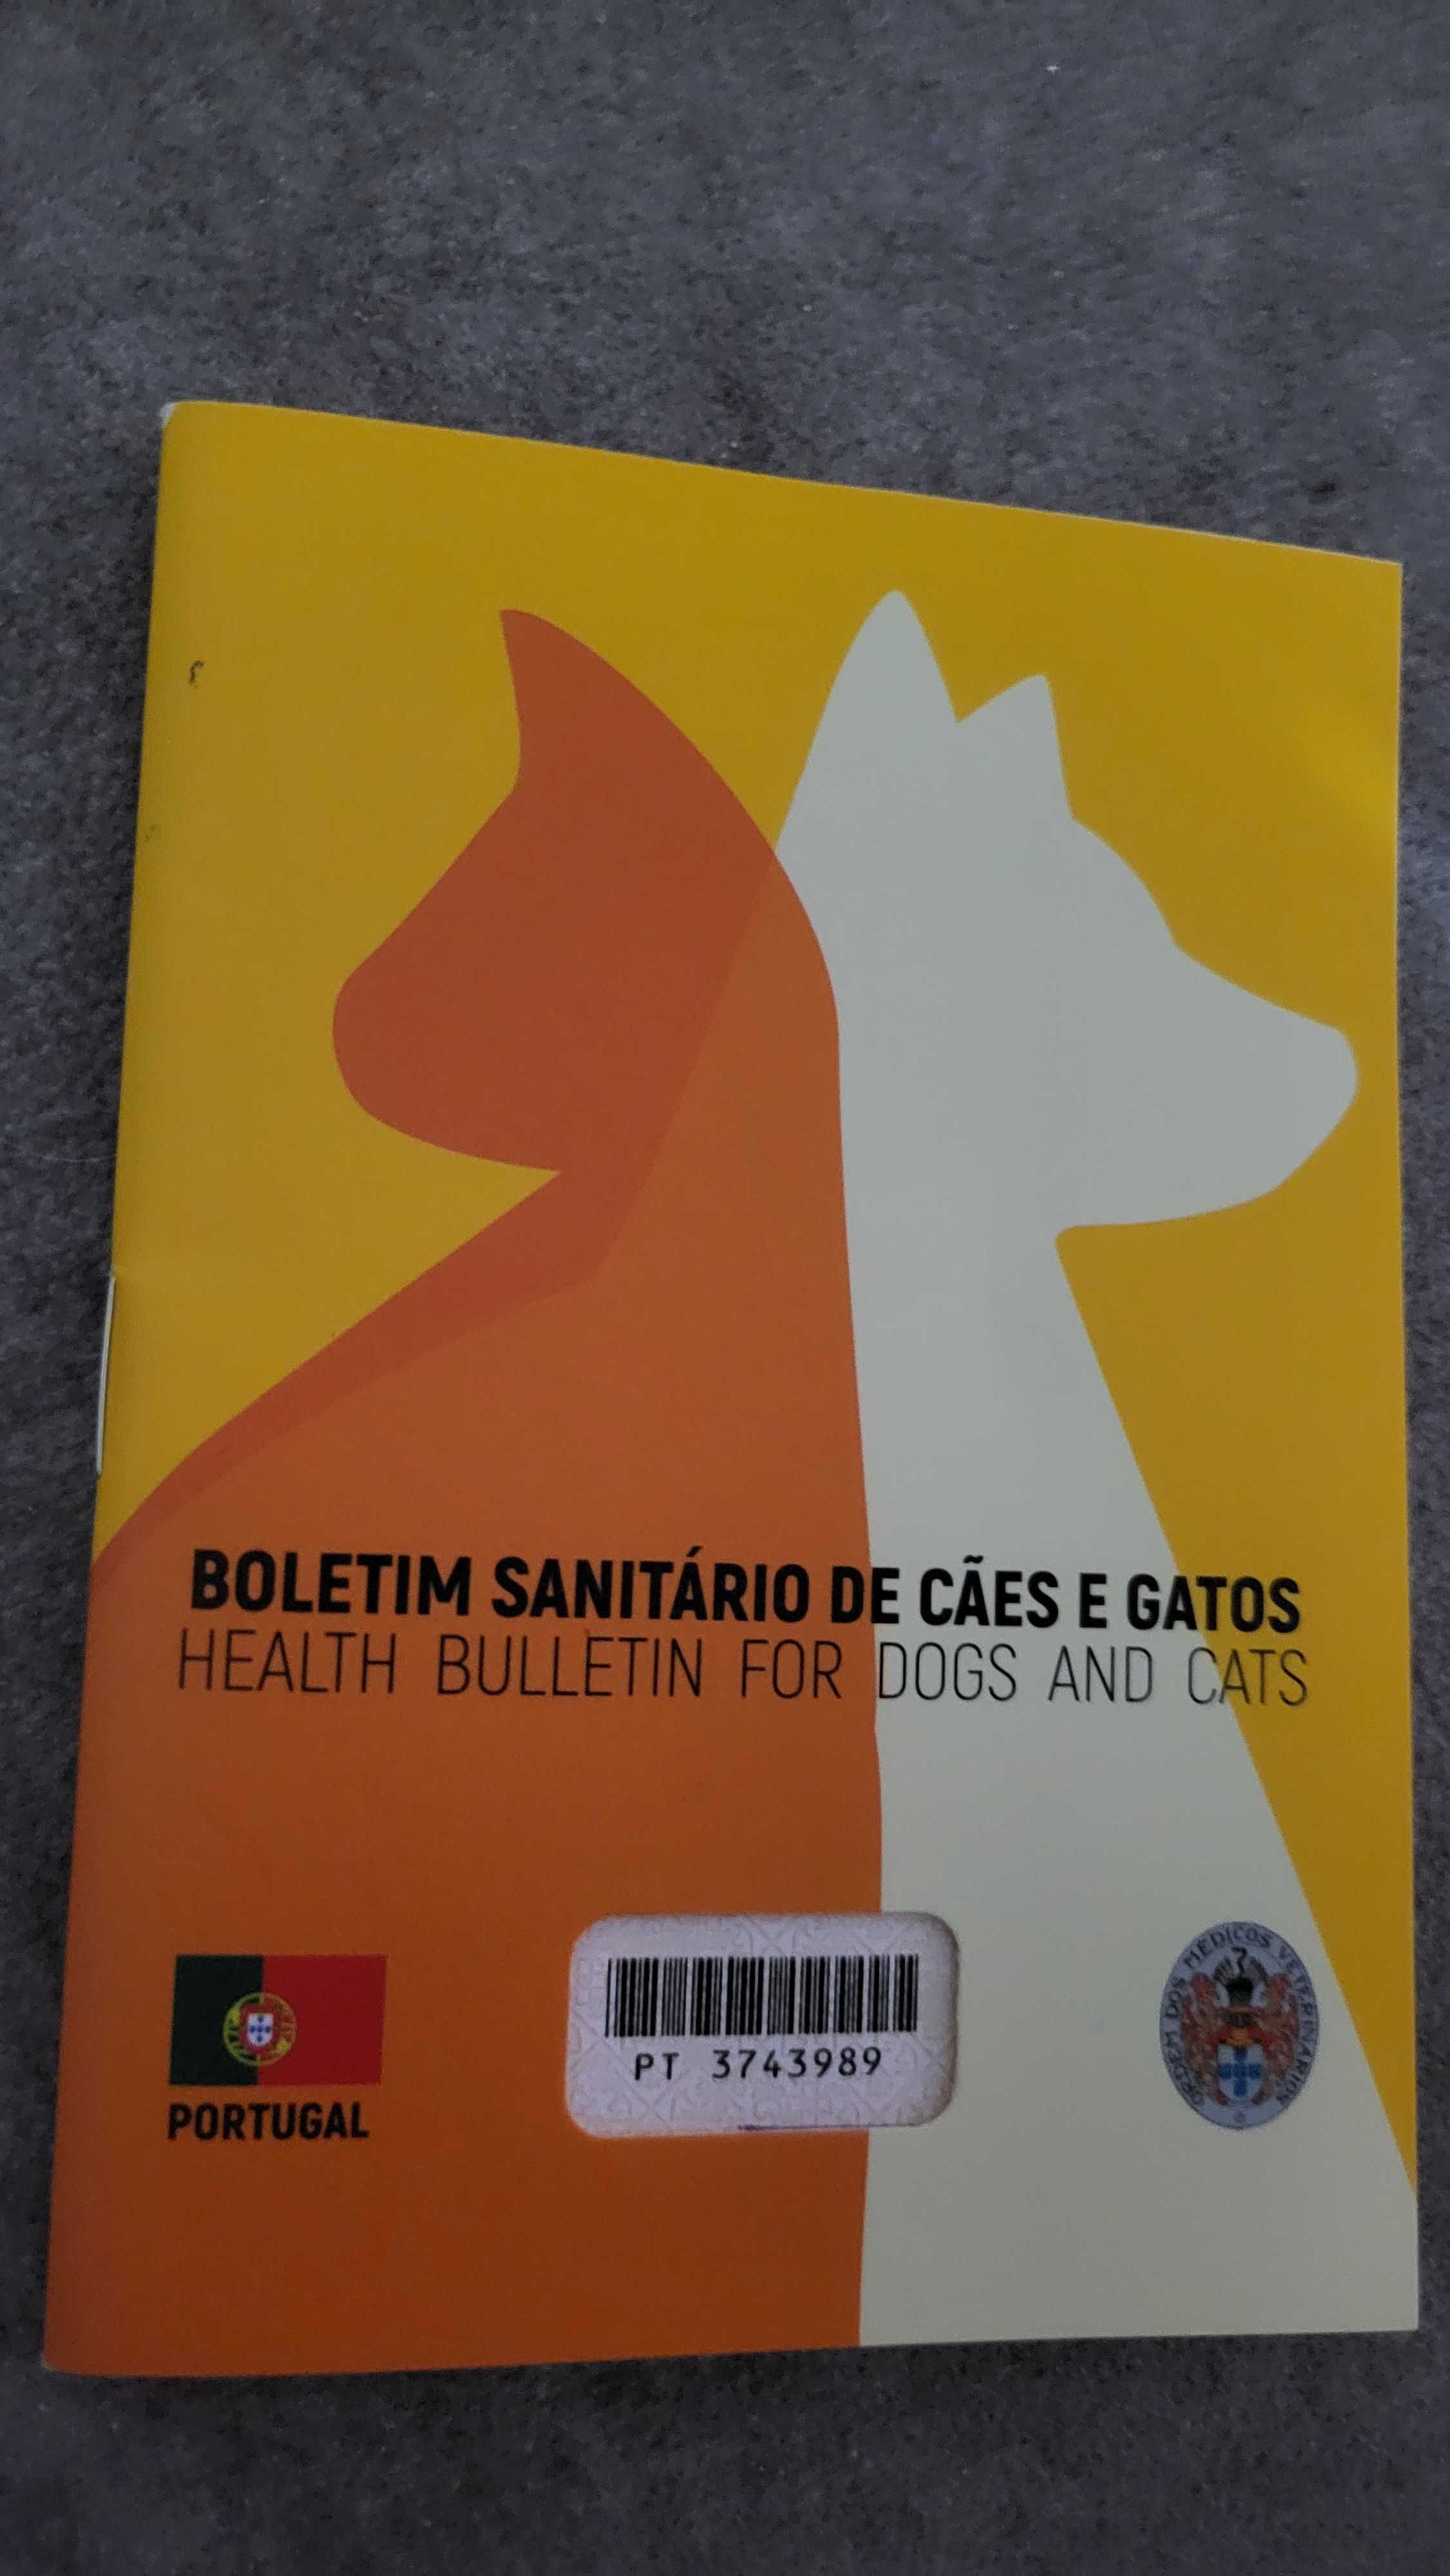 BOLETIM SANITÁRIO DE CÃES E GATOS
HEALTH BULLETIN FOR DOGS AND CATS
PORTUGAL
PT 3743989
ORDEM DOS MÉDICOS VETERINÁRIOS